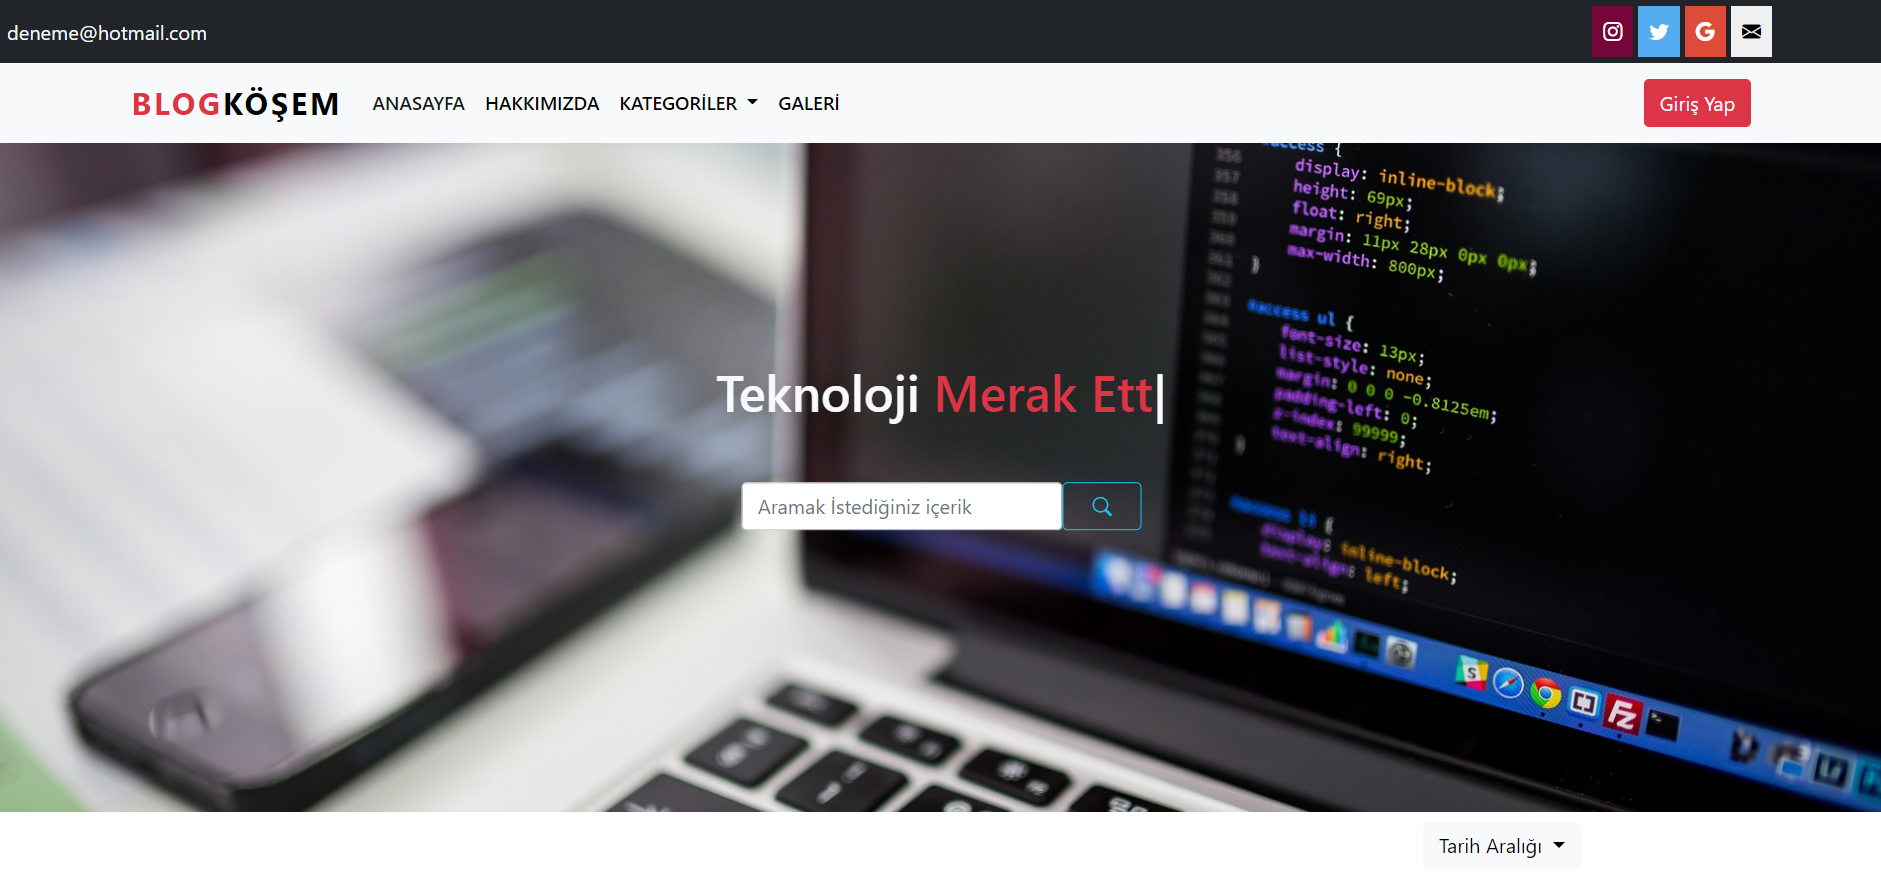 deneme@hotmail.com
BLOGKÖŞEM ANASAYFA HAKKIMIZDA KATEGORİLER GALERİ Giriş Yap
display: inline-block;
height: 69px;
float: right;
margin: 11px 28px 0px 0px;
max-width: 800px;
}
#access ul {
font-size: 13px;
list-style: none;
margin: 0 0 0 -0.8125em;
padding-left: 0;
z-index: 99999;
text-align: right;
}
Teknoloji Merak Ett|
Aramak İstediğiniz içerik
display: inline-block;
text-align: left;
Tarih Aralığı